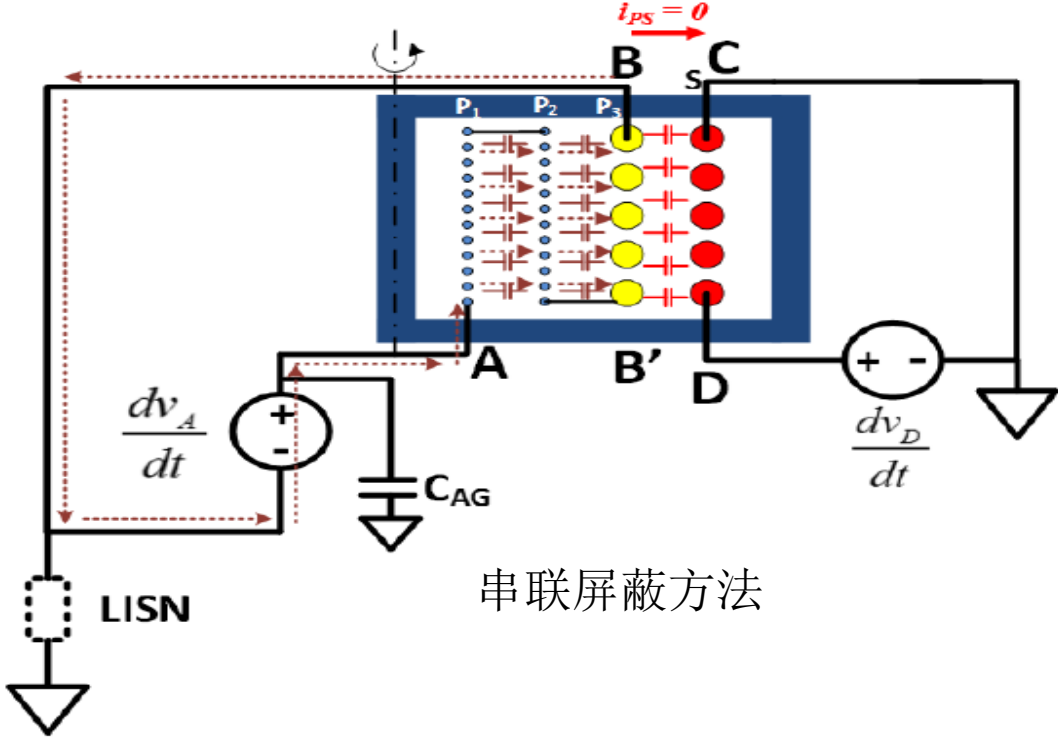 i_PS = 0
B
C
S
P₁ P₂ P₃
A
B’
D
+
-
dv_A
dt
C_AG
+ -
dv_D
dt
串联屏蔽方法
LISN